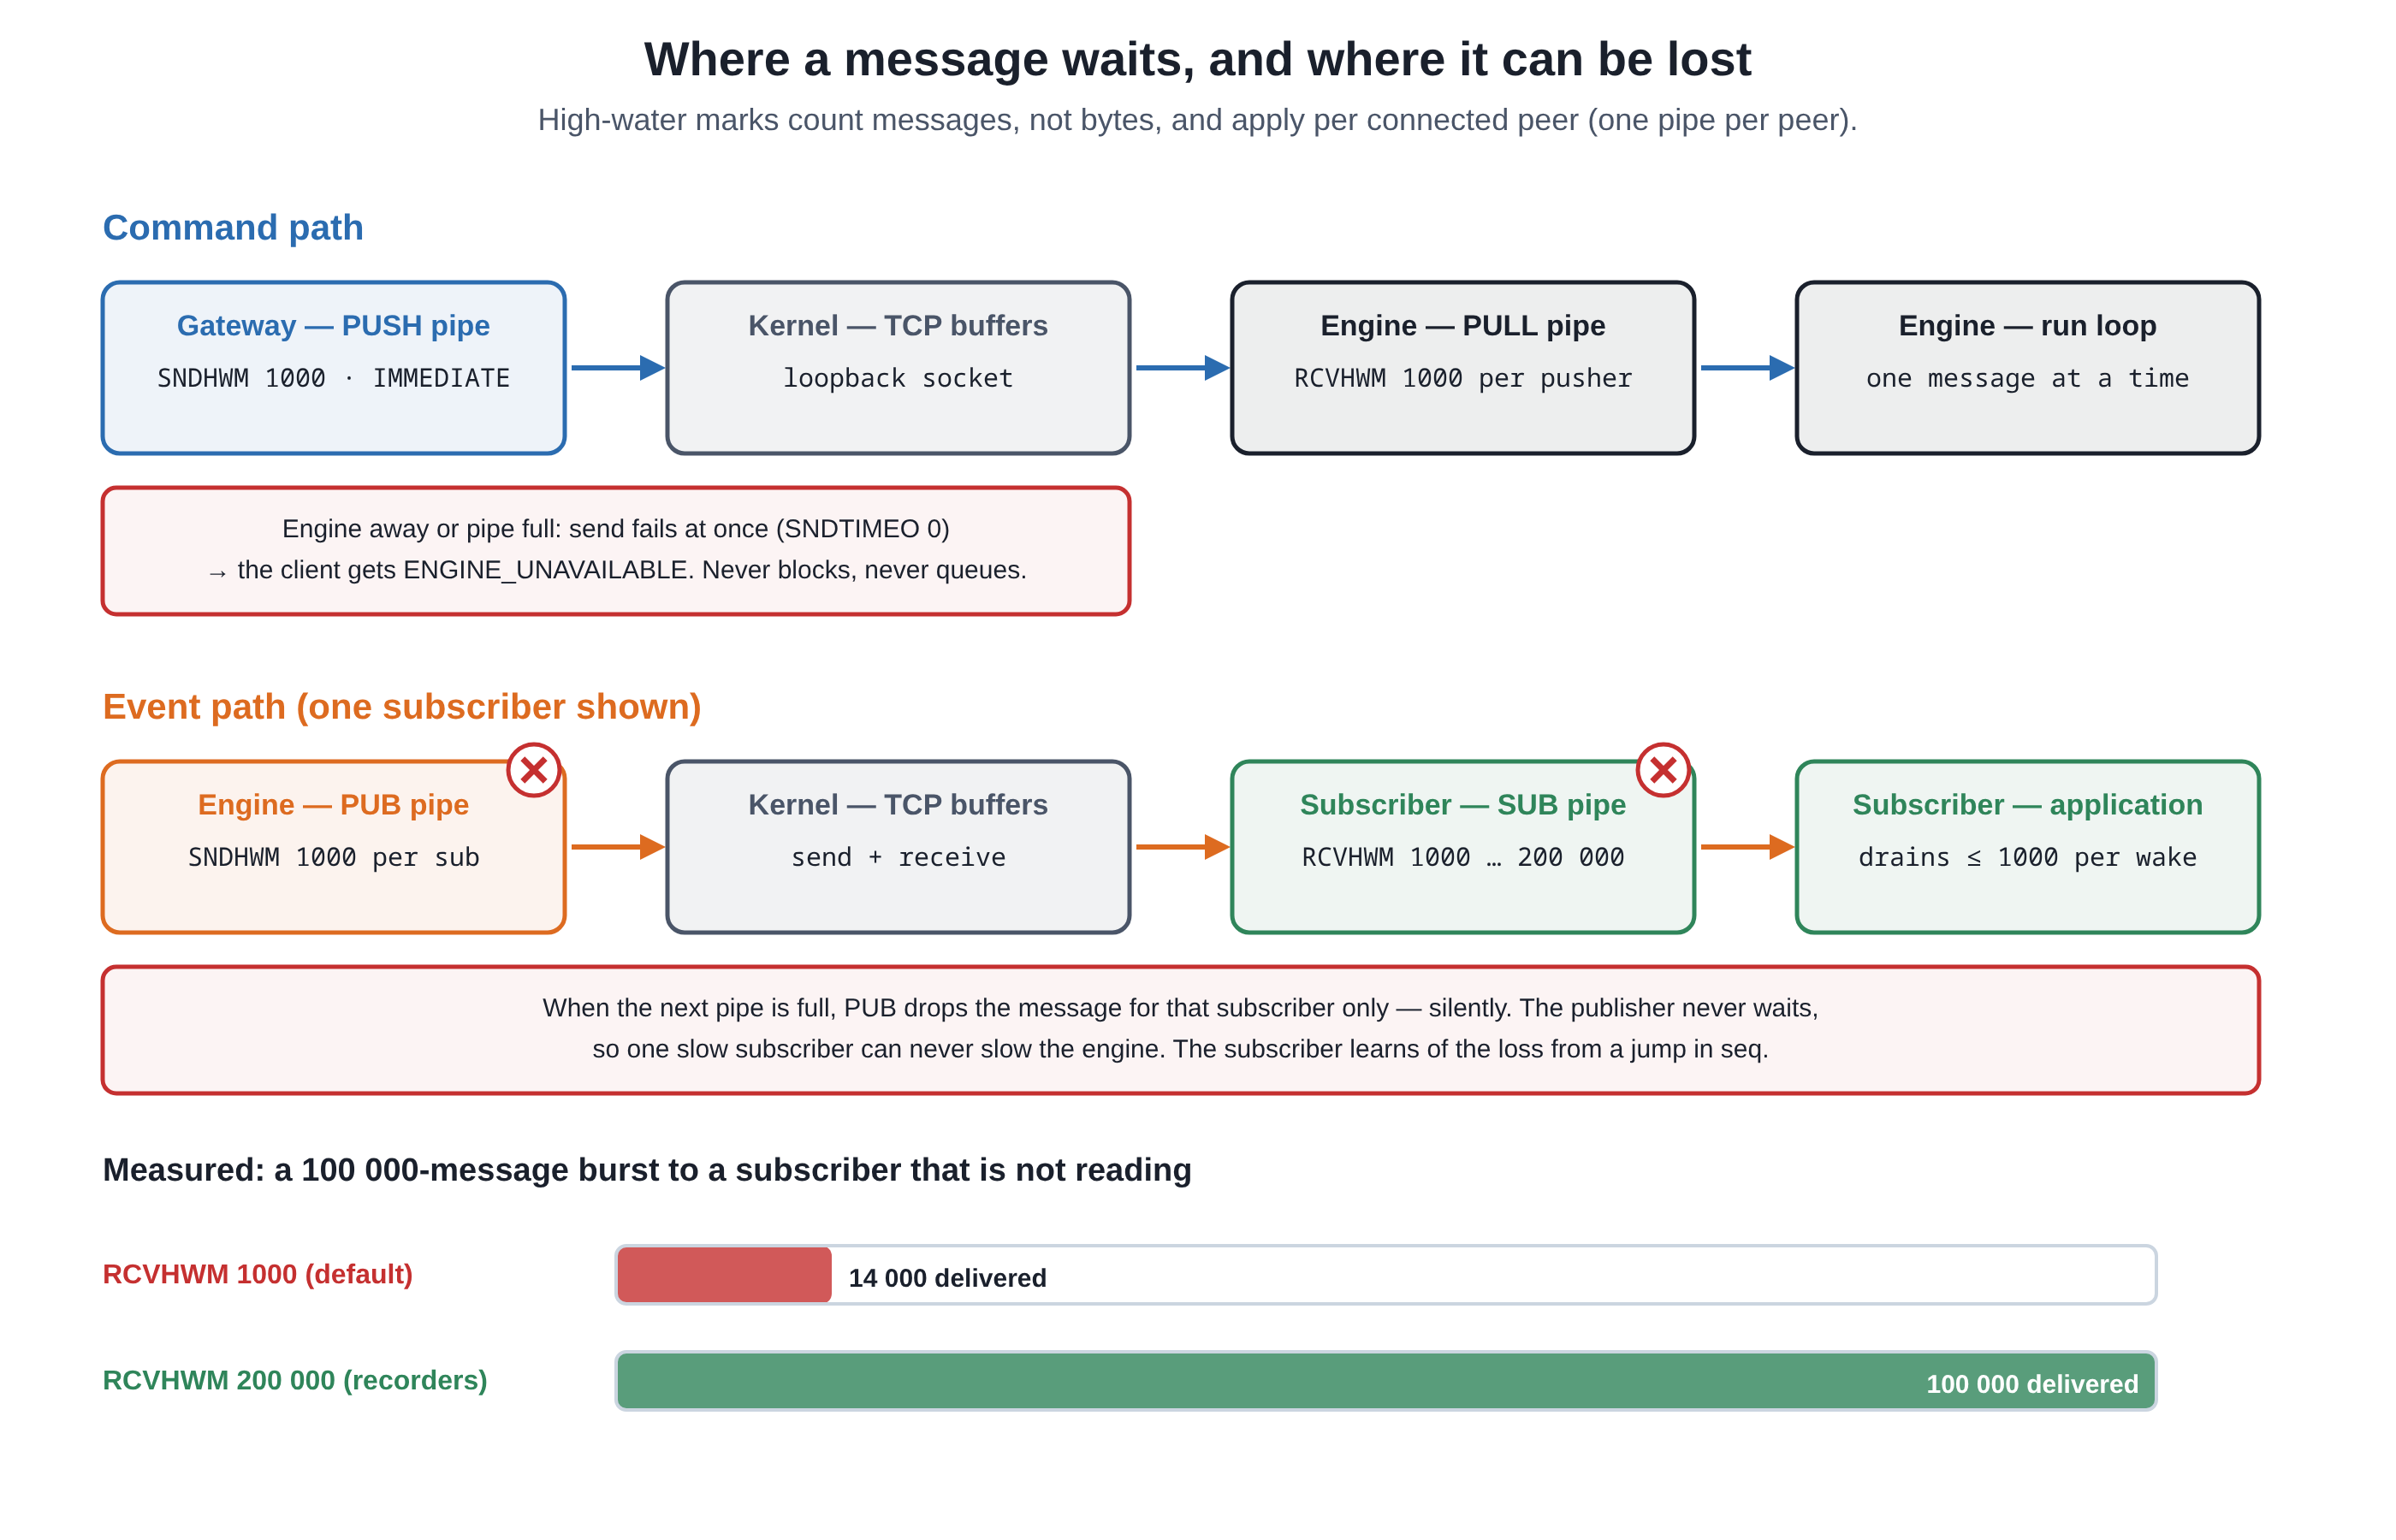 Where a message waits, and where it can be lost
High-water marks count messages, not bytes, and apply per connected peer (one pipe per peer).
Command path
Gateway — PUSH pipe
SNDHWM 1000 · IMMEDIATE
Kernel — TCP buffers
loopback socket
Engine — PULL pipe
RCVHWM 1000 per pusher
Engine — run loop
one message at a time
Engine away or pipe full: send fails at once (SNDTIMEO 0)
→ the client gets ENGINE_UNAVAILABLE. Never blocks, never queues.
Event path (one subscriber shown)
Engine — PUB pipe
SNDHWM 1000 per sub
Kernel — TCP buffers
send + receive
Subscriber — SUB pipe
RCVHWM 1000 … 200 000
Subscriber — application
drains ≤ 1000 per wake
When the next pipe is full, PUB drops the message for that subscriber only — silently. The publisher never waits,
so one slow subscriber can never slow the engine. The subscriber learns of the loss from a jump in seq.
Measured: a 100 000-message burst to a subscriber that is not reading
RCVHWM 1000 (default)
14 000 delivered
RCVHWM 200 000 (recorders)
100 000 delivered